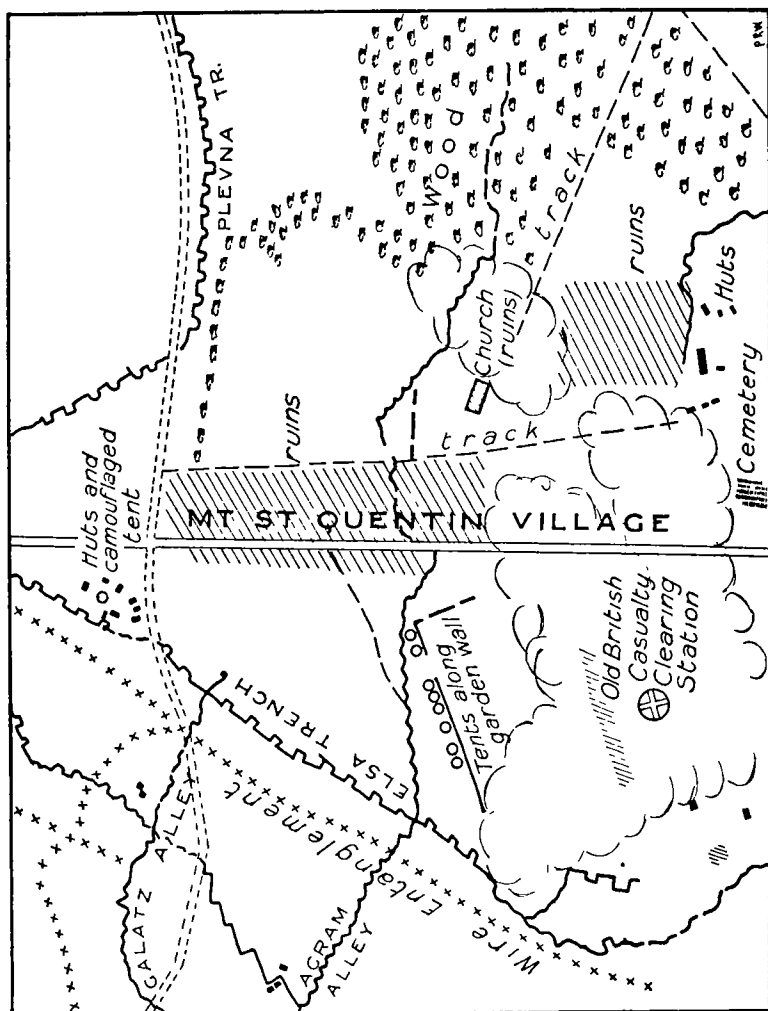 PRW
PLEVNA TR.
Wood
track
ruins
Huts
Church
(ruins)
ruins
track
Cemetery
Huts and
camouflaged
tent
MT ST QUENTIN VILLAGE
Old British
Casualty
Clearing
Station
Tents along
garden wall
ELSA TRENCH
Wire Entanglement
GALATZ ALLEY
ACRAM
ALLEY